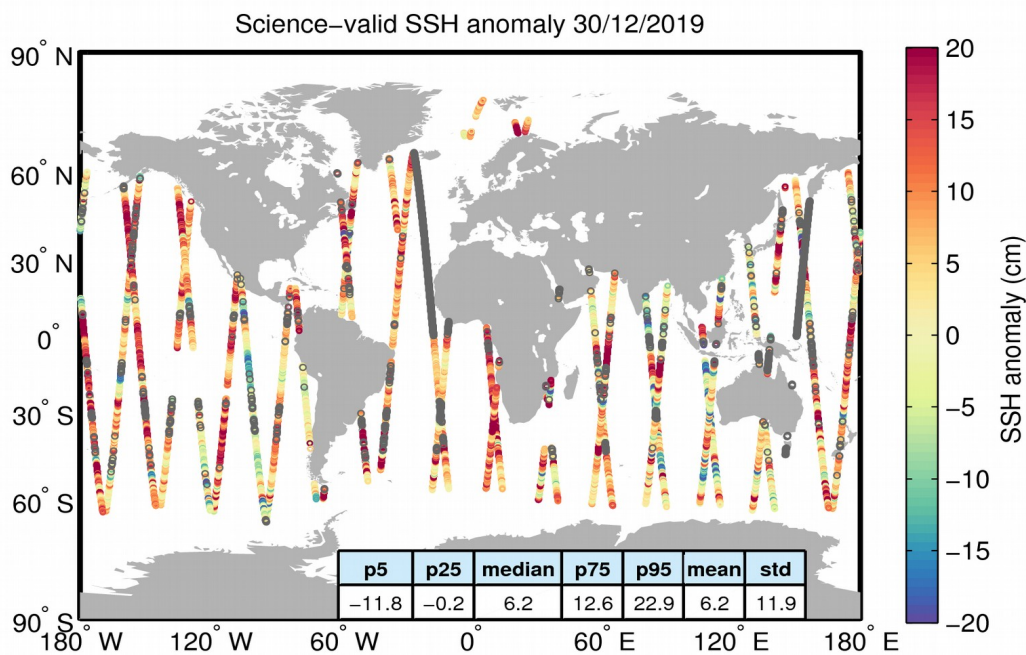 Science−valid SSH anomaly 30/12/2019
90° N
60° N
30° N
0°
30° S
60° S
90° S
180° W
120° W
60° W
0°
60° E
120° E
180° E
p5 p25 median p75 p95 mean std
−11.8 −0.2 6.2 12.6 22.9 6.2 11.9
20
15
10
5
0
−5
−10
−15
−20
SSH anomaly (cm)